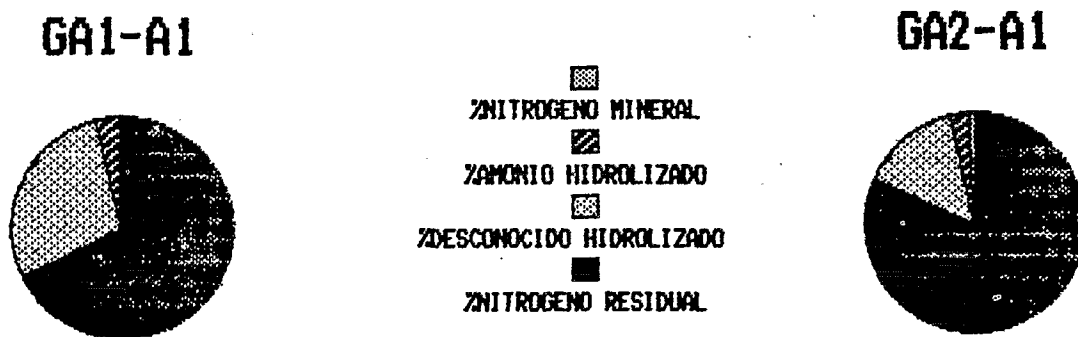 GA1-A1
GA2-A1
%NITROGENO MINERAL
%AMONIO HIDROLIZADO
%DESCONOCIDO HIDROLIZADO
%NITROGENO RESIDUAL